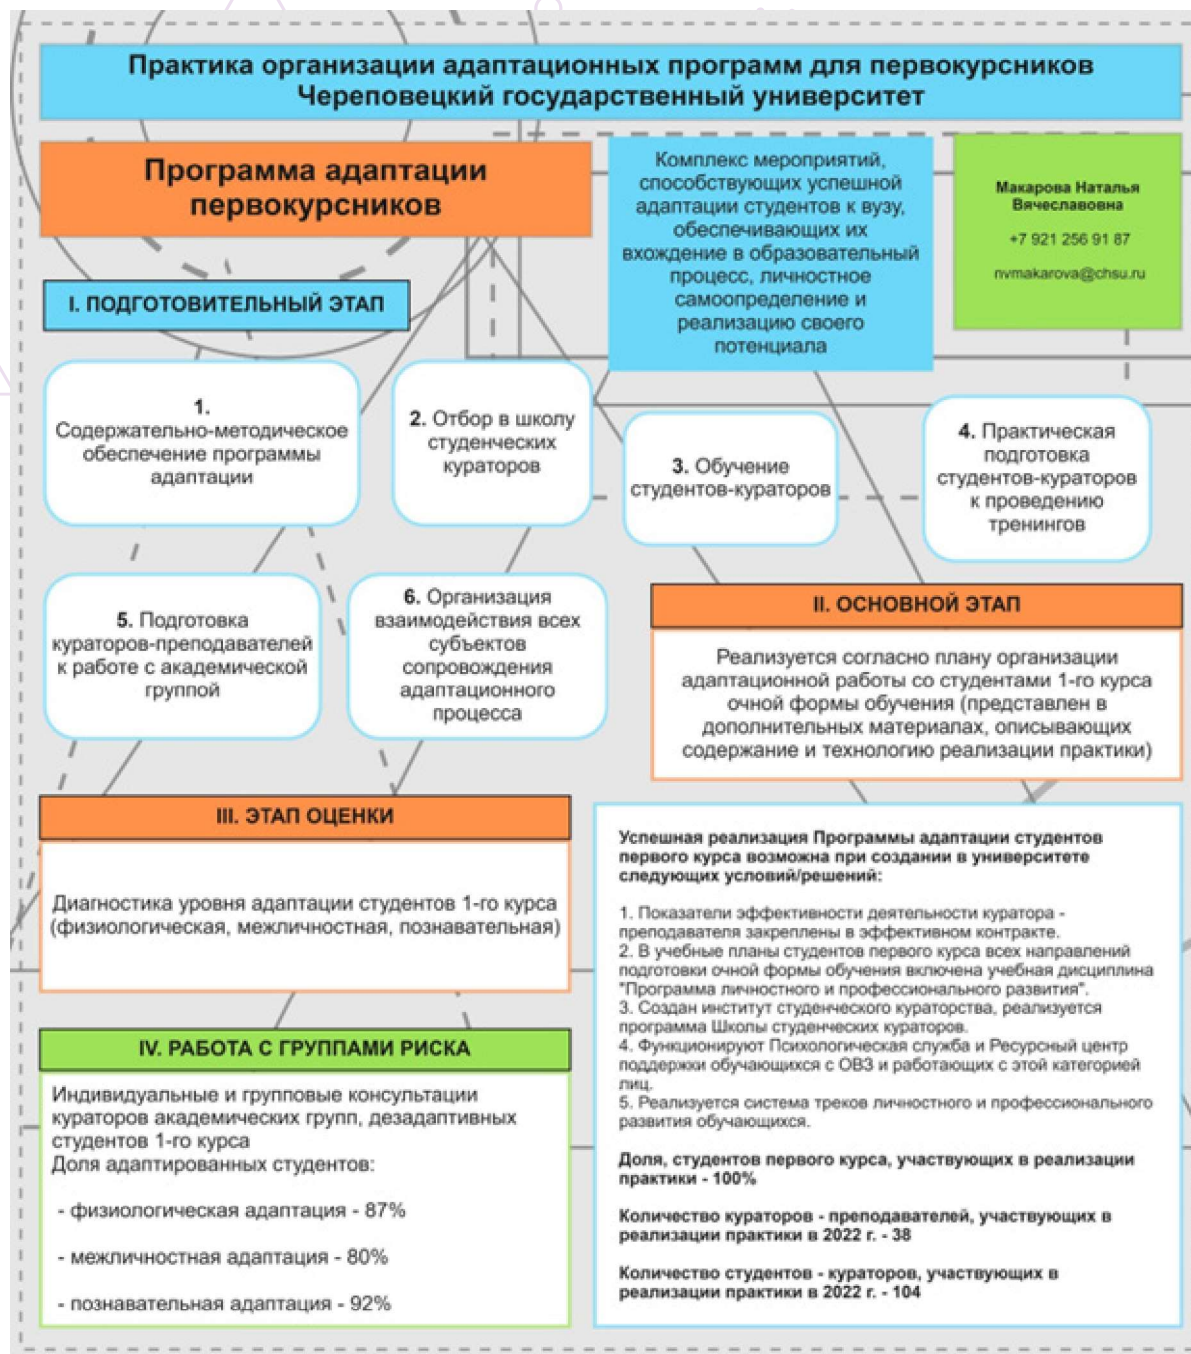 Практика организации адаптационных программ для первокурсников
Череповецкий государственный университет
Программа адаптации
первокурсников
Комплекс мероприятий,
способствующих успешной
адаптации студентов к вузу,
обеспечивающих их
вхождение в образовательный
процесс, личностное
самоопределение и
реализацию своего
потенциала
Макарова Наталья
Вячеславовна
+7 921 256 91 87
nvmakarova@chsu.ru
I. ПОДГОТОВИТЕЛЬНЫЙ ЭТАП
1.
Содержательно-методическое
обеспечение программы
адаптации
2. Отбор в школу
студенческих
кураторов
3. Обучение
студентов-кураторов
4. Практическая
подготовка
студентов-кураторов
к проведению
тренингов
5. Подготовка
кураторов-преподавателей
к работе с академической
группой
6. Организация
взаимодействия всех
субъектов
сопровождения
адаптационного
процесса
II. ОСНОВНОЙ ЭТАП
Реализуется согласно плану организации
адаптационной работы со студентами 1-го курса
очной формы обучения (представлен в
дополнительных материалах, описывающих
содержание и технологию реализации практики)
III. ЭТАП ОЦЕНКИ
Диагностика уровня адаптации студентов 1-го курса
(физиологическая, межличностная, познавательная)
IV. РАБОТА С ГРУППАМИ РИСКА
Индивидуальные и групповые консультации
кураторов академических групп, дезадаптивных
студентов 1-го курса
Доля адаптированных студентов:
- физиологическая адаптация - 87%
- межличностная адаптация - 80%
- познавательная адаптация - 92%
Успешная реализация Программы адаптации студентов
первого курса возможна при создании в университете
следующих условий/решений:
1. Показатели эффективности деятельности куратора -
преподавателя закреплены в эффективном контракте.
2. В учебные планы студентов первого курса всех направлений
подготовки очной формы обучения включена учебная дисциплина
"Программа личностного и профессионального развития".
3. Создан институт студенческого кураторства, реализуется
программа Школы студенческих кураторов.
4. Функционируют Психологическая служба и Ресурсный центр
поддержки обучающихся с ОВЗ и работающих с этой категорией
лиц.
5. Реализуется система треков личностного и профессионального
развития обучающихся.
Доля, студентов первого курса, участвующих в реализации
практики - 100%
Количество кураторов - преподавателей, участвующих в
реализации практики в 2022 г. - 38
Количество студентов - кураторов, участвующих в
реализации практики в 2022 г. - 104